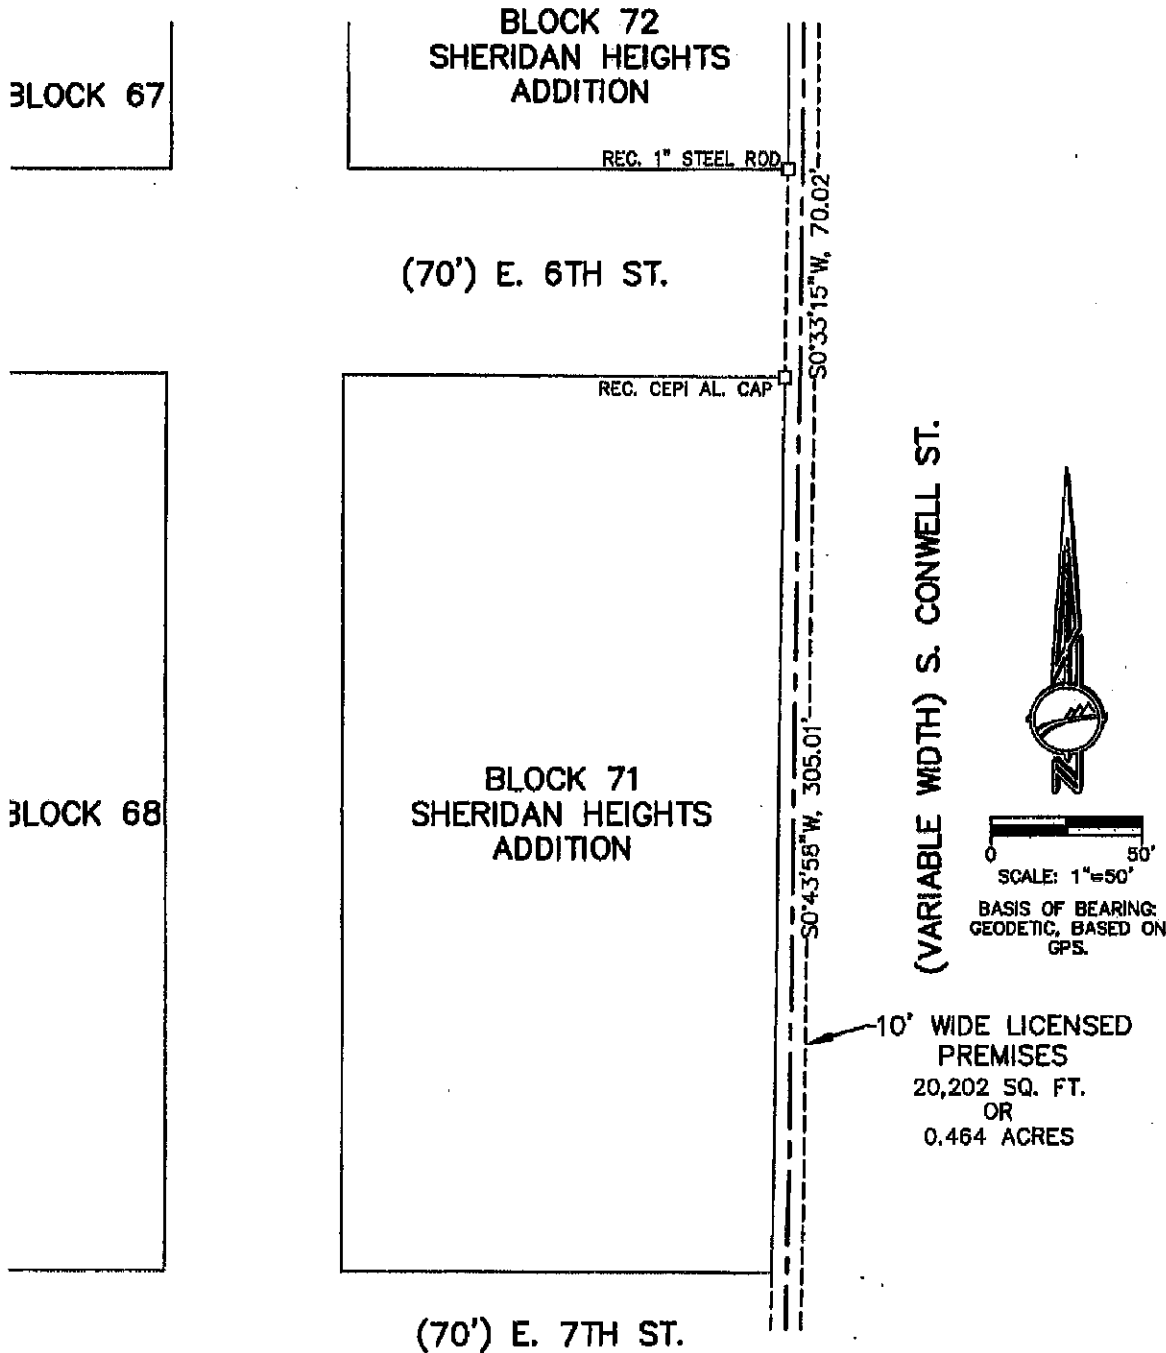 BLOCK 72
SHERIDAN HEIGHTS
ADDITION
BLOCK 67
REC. 1" STEEL ROD
S0°33'15"W, 70.02'
(70') E. 6TH ST.
REC. CEPI AL. CAP
(VARIABLE WIDTH) S. CONWELL ST.
BLOCK 71
SHERIDAN HEIGHTS
ADDITION
BLOCK 68
S0°43'58"W, 305.01'
N
0 50'
SCALE: 1"=50'
BASIS OF BEARING:
GEODETIC, BASED ON
GPS.
10' WIDE LICENSED
PREMISES
20,202 SQ. FT.
OR
0.464 ACRES
(70') E. 7TH ST.